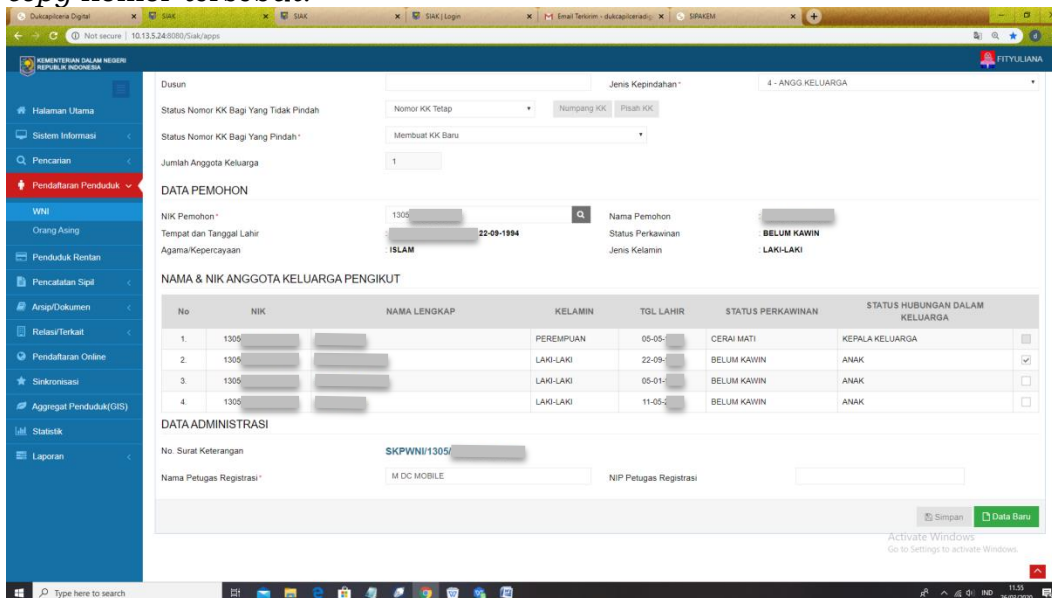 copy nomor tersebut.
Dukcapilceria Digital × SIAK × SIAK × SIAK | Login × Email Terkirim - dukcapilceriadig × SIPAKEM ×
Not secure | 10.13.5.24:8080/Siak/apps
KEMENTERIAN DALAM NEGERI
REPUBLIK INDONESIA
FITYULIANA
Halaman Utama
Sistem Informasi
Pencarian
Pendaftaran Penduduk
WNI
Orang Asing
Penduduk Rentan
Pencatatan Sipil
Arsip/Dokumen
Relasi/Terkait
Pendaftaran Online
Sinkronisasi
Aggregat Penduduk(GIS)
Statistik
Laporan
Dusun Jenis Kepindahan* 4 - ANGG.KELUARGA
Status Nomor KK Bagi Yang Tidak Pindah Nomor KK Tetap Numpang KK Pisah KK
Status Nomor KK Bagi Yang Pindah* Membuat KK Baru
Jumlah Anggota Keluarga 1
DATA PEMOHON
NIK Pemohon* 1305 Nama Pemohon :
Tempat dan Tanggal Lahir : 22-09-1994 Status Perkawinan : BELUM KAWIN
Agama/Kepercayaan : ISLAM Jenis Kelamin : LAKI-LAKI
NAMA & NIK ANGGOTA KELUARGA PENGIKUT
No NIK NAMA LENGKAP KELAMIN TGL LAHIR STATUS PERKAWINAN STATUS HUBUNGAN DALAM KELUARGA
1. 1305 PEREMPUAN 05-05- CERAI MATI KEPALA KELUARGA
2. 1305 LAKI-LAKI 22-09- BELUM KAWIN ANAK
3. 1305 LAKI-LAKI 05-01- BELUM KAWIN ANAK
4. 1305 LAKI-LAKI 11-05- BELUM KAWIN ANAK
DATA ADMINISTRASI
No. Surat Keterangan SKPWNI/1305/
Nama Petugas Registrasi* M DC MOBILE NIP Petugas Registrasi
Simpan Data Baru
Activate Windows
Go to Settings to activate Windows.
Type here to search IND 11.55
26/03/2020